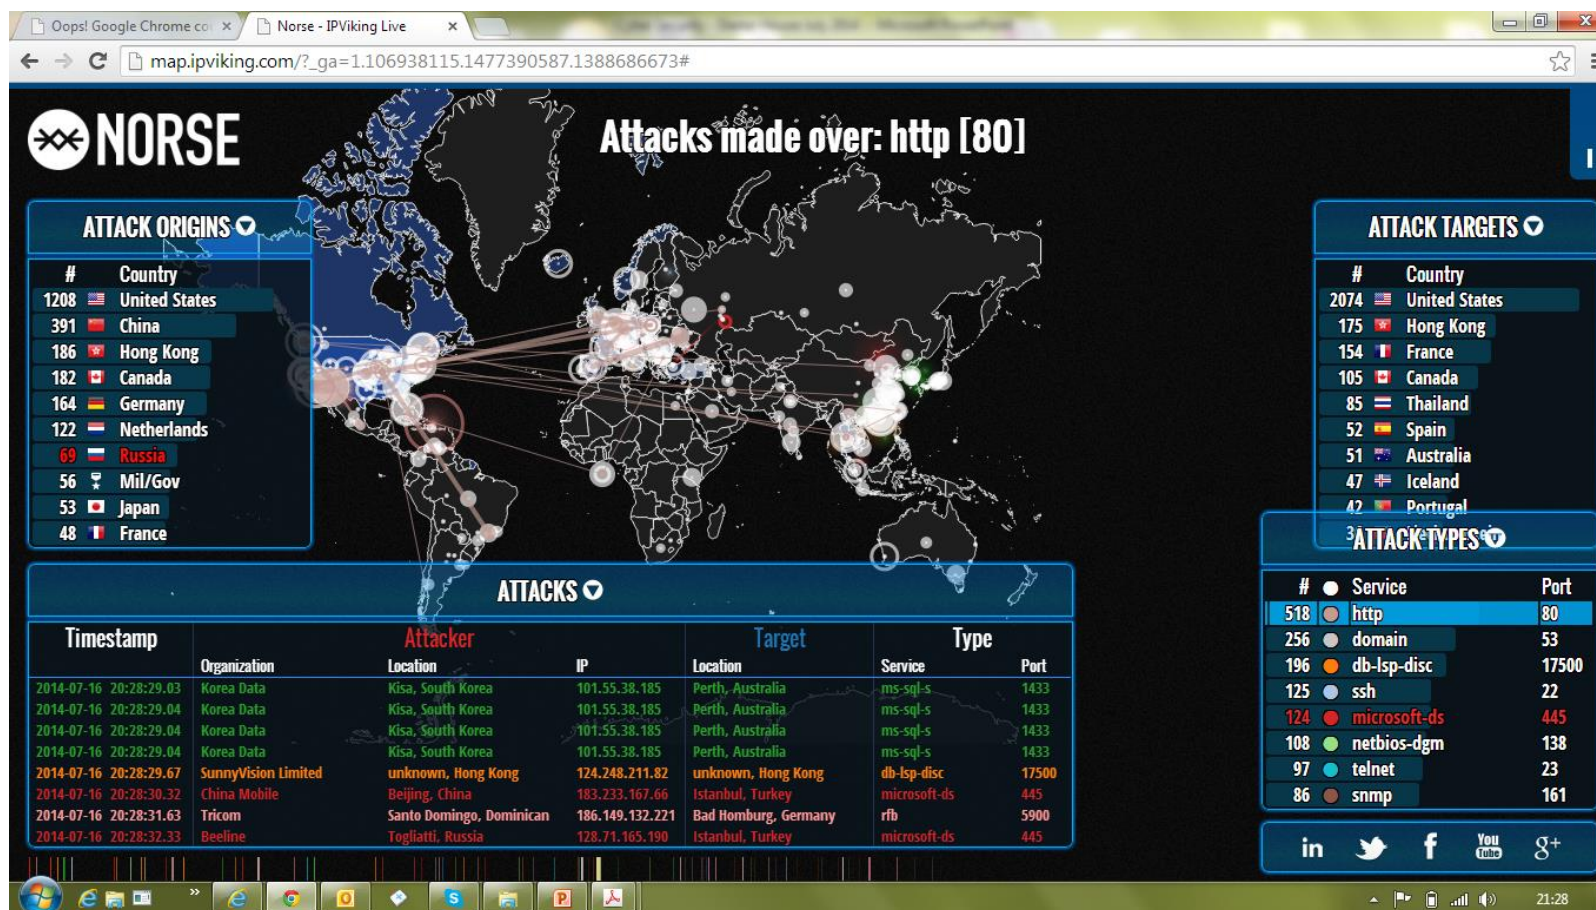 Oops! Google Chrome co
Norse - IPViking Live
map.ipviking.com/?_ga=1.106938115.1477390587.1388686673#
NORSE
Attacks made over: http [80]
ATTACK ORIGINS
# Country
1208 United States
391 China
186 Hong Kong
182 Canada
164 Germany
122 Netherlands
69 Russia
56 Mil/Gov
53 Japan
48 France
ATTACK TARGETS
# Country
2074 United States
175 Hong Kong
154 France
105 Canada
85 Thailand
52 Spain
51 Australia
47 Iceland
42 Portugal
ATTACKS
Timestamp Attacker Target Type
Organization Location IP Location Service Port
2014-07-16 20:28:29.03 Korea Data Kisa, South Korea 101.55.38.185 Perth, Australia ms-sql-s 1433
2014-07-16 20:28:29.04 Korea Data Kisa, South Korea 101.55.38.185 Perth, Australia ms-sql-s 1433
2014-07-16 20:28:29.04 Korea Data Kisa, South Korea 101.55.38.185 Perth, Australia ms-sql-s 1433
2014-07-16 20:28:29.04 Korea Data Kisa, South Korea 101.55.38.185 Perth, Australia ms-sql-s 1433
2014-07-16 20:28:29.67 SunnyVision Limited unknown, Hong Kong 124.248.211.82 unknown, Hong Kong db-lsp-disc 17500
2014-07-16 20:28:30.32 China Mobile Beijing, China 183.233.167.66 Istanbul, Turkey microsoft-ds 445
2014-07-16 20:28:31.63 Tricom Santo Domingo, Dominican 186.149.132.221 Bad Homburg, Germany rfb 5900
2014-07-16 20:28:32.33 Beeline Togliatti, Russia 128.71.165.190 Istanbul, Turkey microsoft-ds 445
ATTACK TYPES
# Service Port
518 http 80
256 domain 53
196 db-lsp-disc 17500
125 ssh 22
124 microsoft-ds 445
108 netbios-dgm 138
97 telnet 23
86 snmp 161
in f You Tube g+
21:28